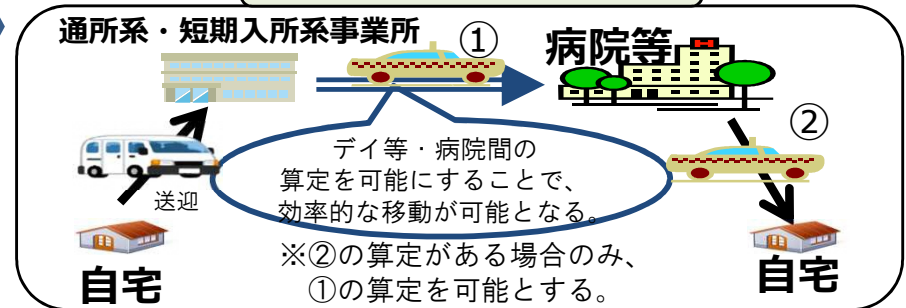 通所系・短期入所系事業所
①
病院等
H
②
デイ等・病院間の
算定を可能にすることで、
効率的な移動が可能となる。
送迎
※②の算定がある場合のみ、
①の算定を可能とする。
自宅
自宅